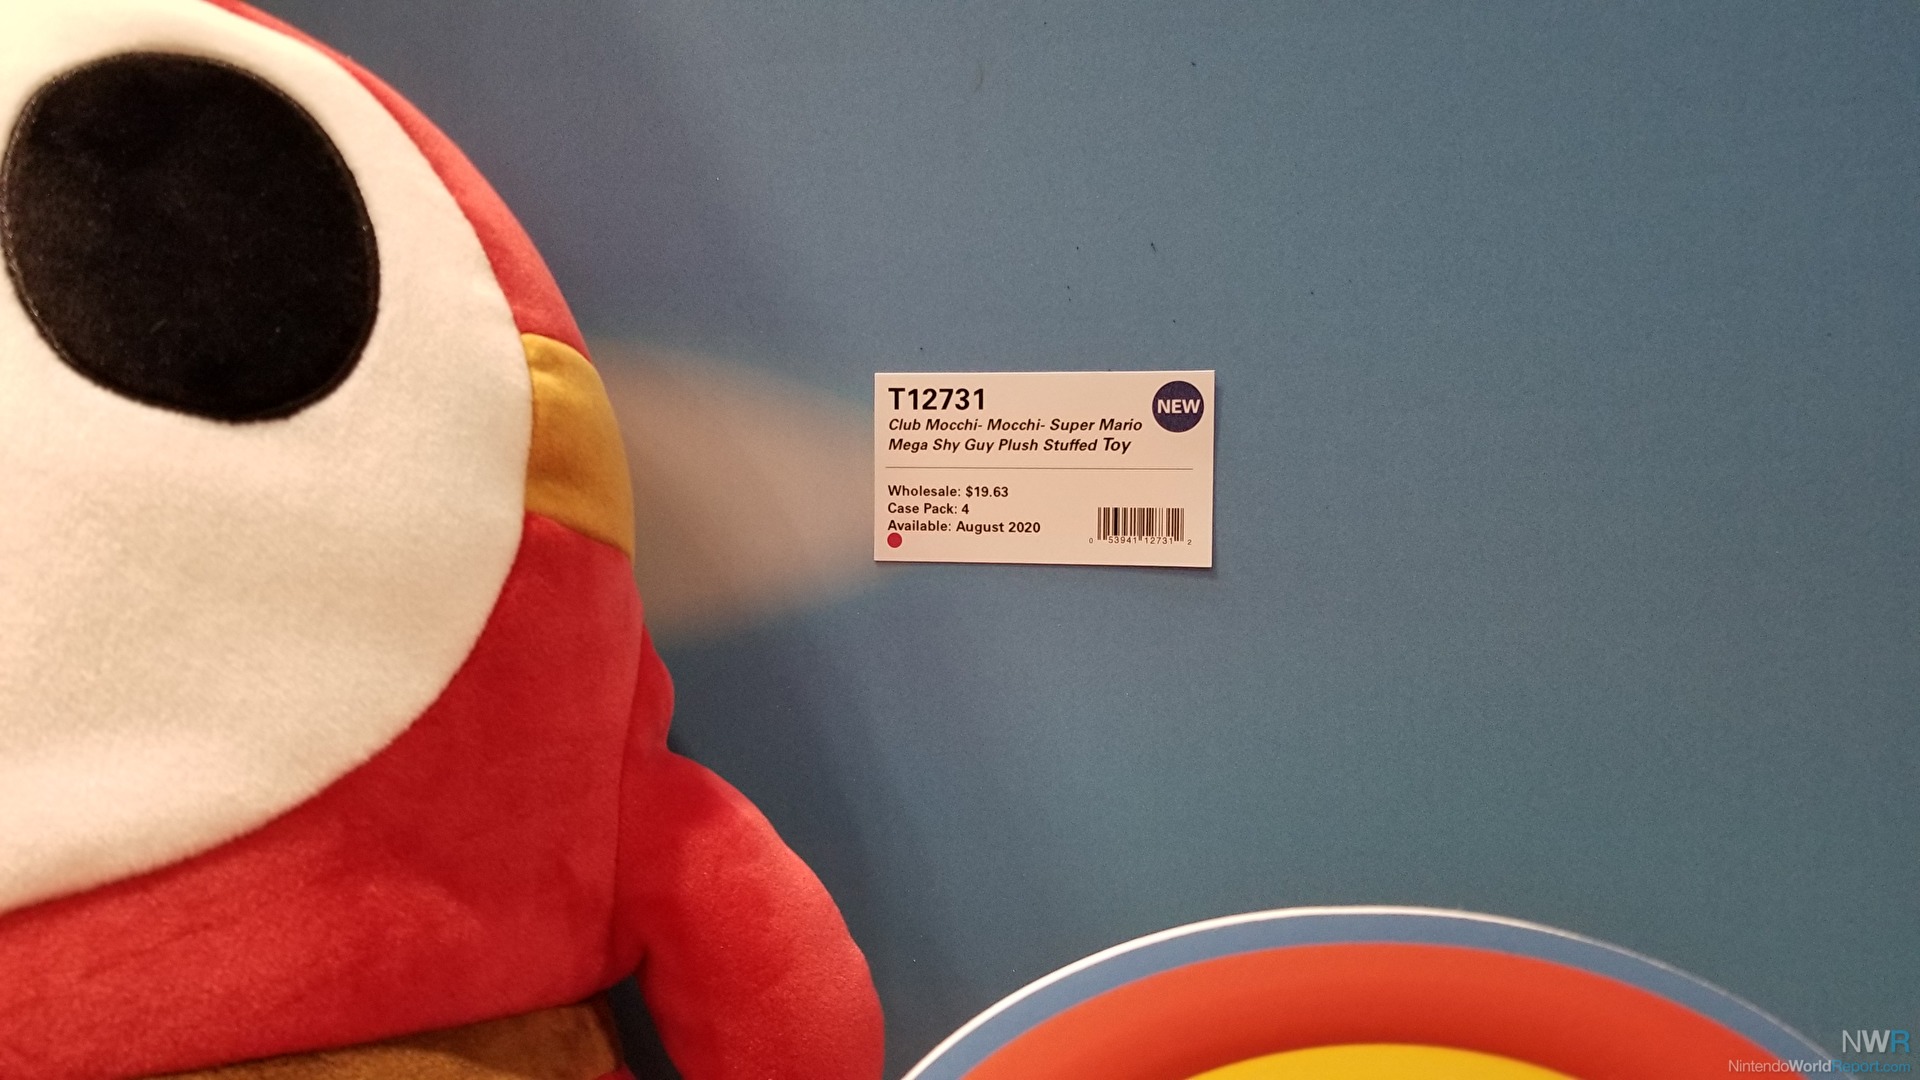 T12731
NEW
Club Mocchi- Mocchi- Super Mario
Mega Shy Guy Plush Stuffed Toy
Wholesale: $19.63
Case Pack: 4
Available: August 2020
0 53941 12731 2
NWR
NintendoWorldReport.com